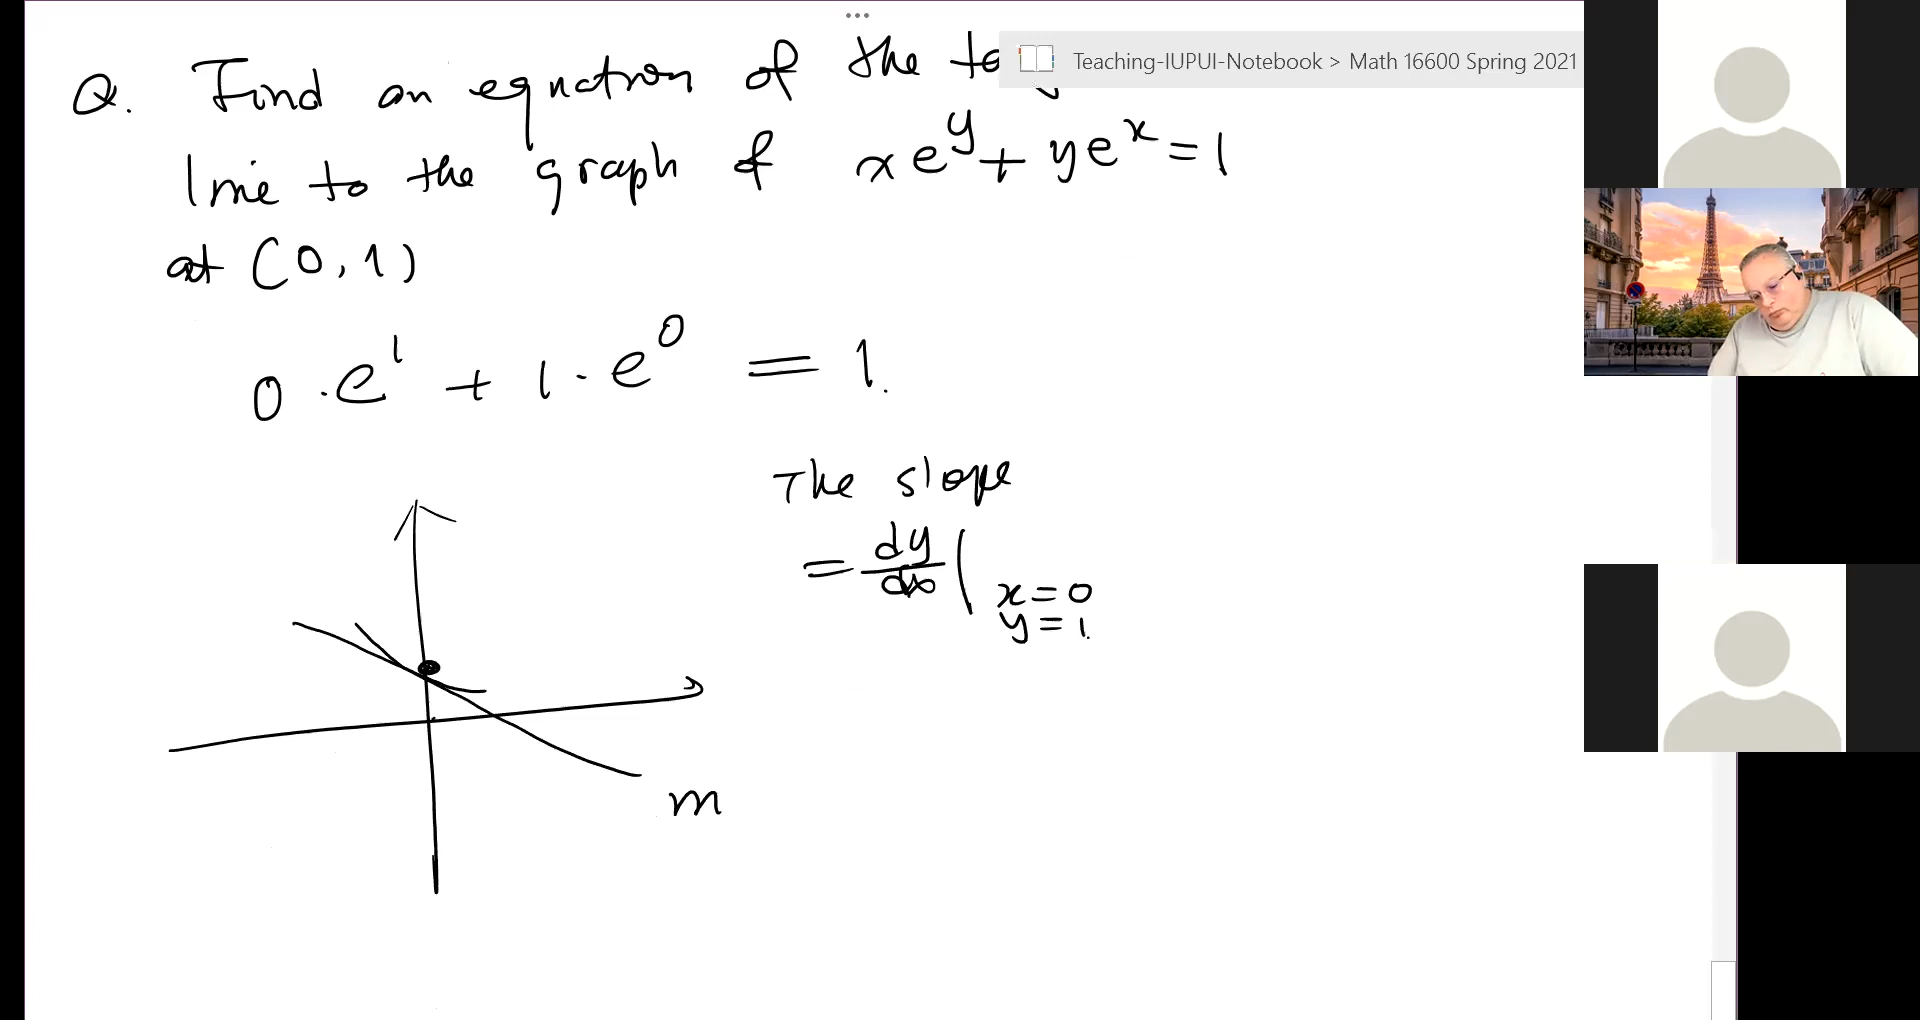 Teaching-IUPUI-Notebook > Math 16600 Spring 2021
Q. Find an equation of the
line to the graph of xe^y + ye^x = 1
at (0, 1)
0 · e^1 + 1 · e^0 = 1.
The slope
= dy/dx | x = 0
y = 1.
m